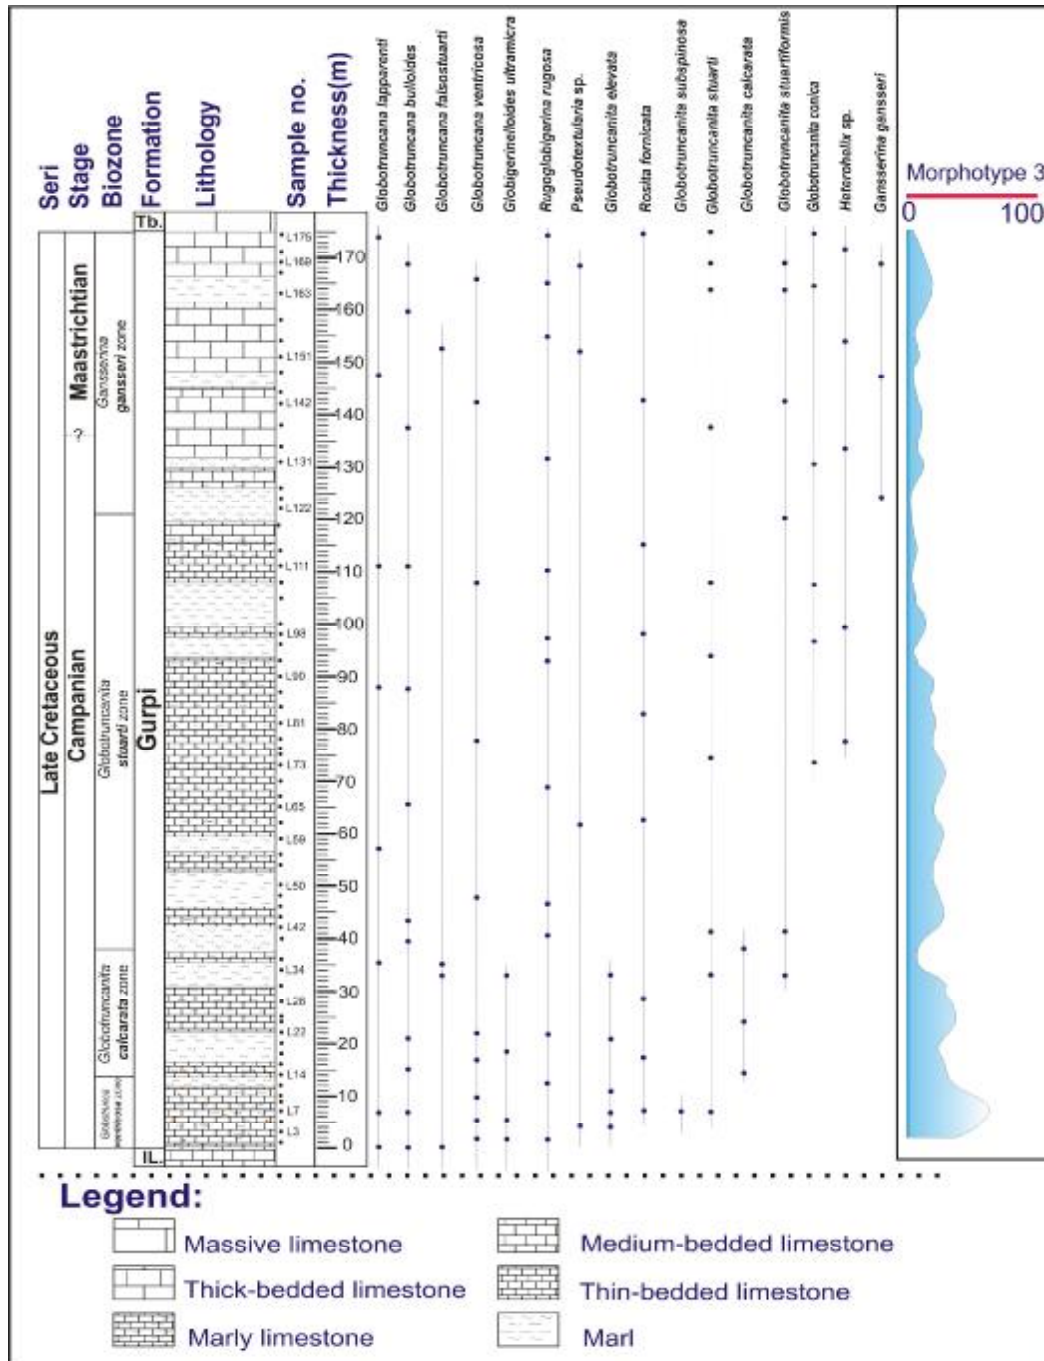 Seri
Stage
Biozone
Formation
Lithology
Sample no.
Thickness(m)
Globotruncana lapparenti
Globotruncana bulloides
Globotruncana falsostuarti
Globotruncana ventricosa
Globigerinelloides ultramicra
Rugoglobigerina rugosa
Pseudotextularia sp.
Globotruncanita elevata
Rosita fornicata
Globotruncanita subspinosa
Globotruncanita stuarti
Globotruncanita calcarata
Globotruncanita stuartiformis
Globotruncanita conica
Heterohelix sp.
Gansserina gansseri
Morphotype 3
0 100
Late Cretaceous
Maastrichtian
?
Campanian
gansseri zone
Globotruncanita
stuarti zone
Globotruncanita
calcarata zone
Tb.
Gurpi
IL.
L175
L169
L163
L151
L142
L131
L122
L111
L98
L90
L81
L73
L65
L59
L50
L42
L34
L28
L22
L14
L7
L3
170
160
150
140
130
120
110
100
90
80
70
60
50
40
30
20
10
0
Legend:
Massive limestone
Medium-bedded limestone
Thick-bedded limestone
Thin-bedded limestone
Marly limestone
Marl